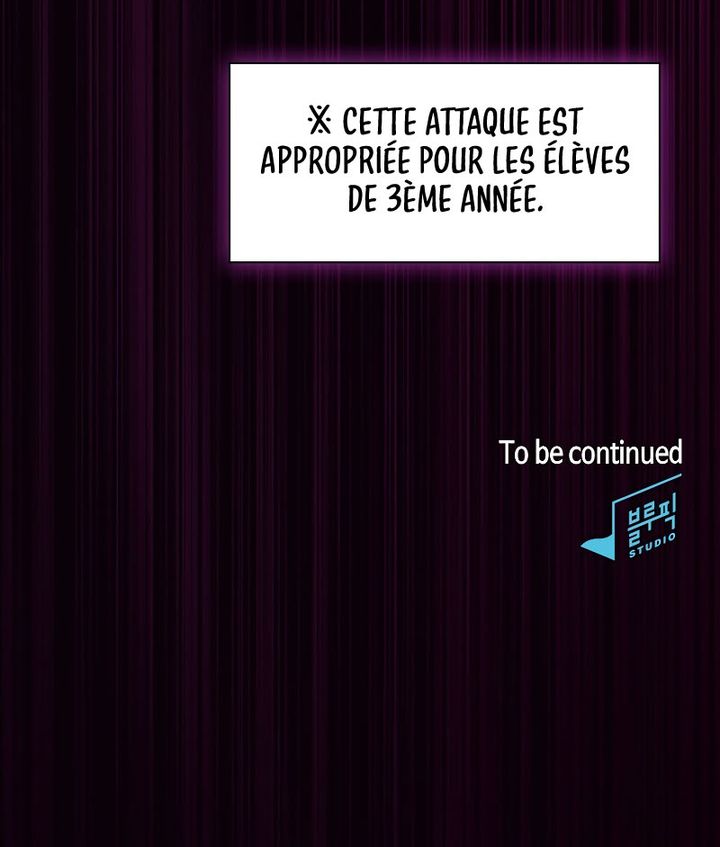 ※ CETTE ATTAQUE EST
APPROPRIÉE POUR LES ÉLÈVES
DE 3ÈME ANNÉE.
To be continued
블루픽
STUDIO